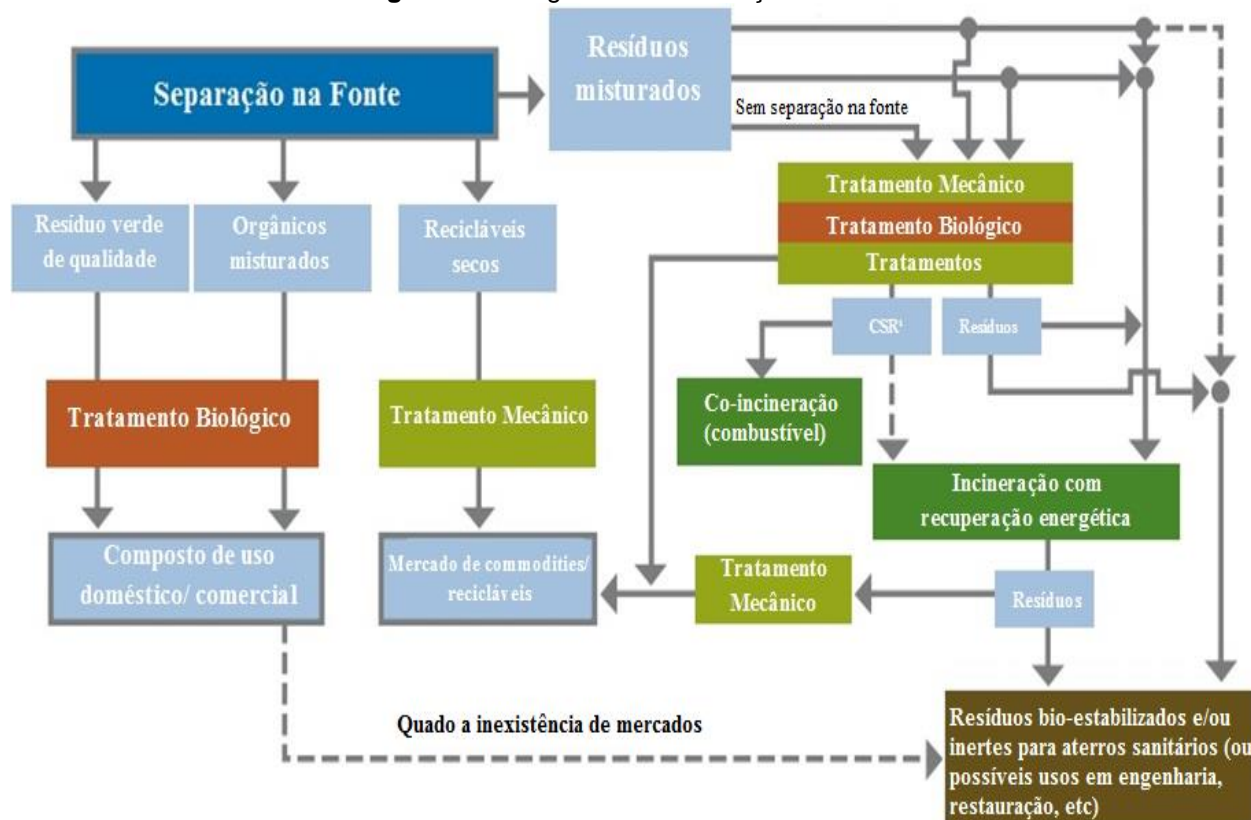 Separação na Fonte
Resíduos
misturados
Sem separação na fonte
Resíduo verde
de qualidade
Orgânicos
misturados
Recicláveis
secos
Tratamento Mecânico
Tratamento Biológico
Tratamentos
CSR¹
Resíduos
Tratamento Biológico
Tratamento Mecânico
Co-incineração
(combustível)
Incineração com
recuperação energética
Composto de uso
doméstico/ comercial
Mercado de commodities/
recicláveis
Tratamento
Mecânico
Resíduos
Quado a inexistência de mercados
Resíduos bio-estabilizados e/ou
inertes para aterros sanitários (ou
possíveis usos em engenharia,
restauração, etc)